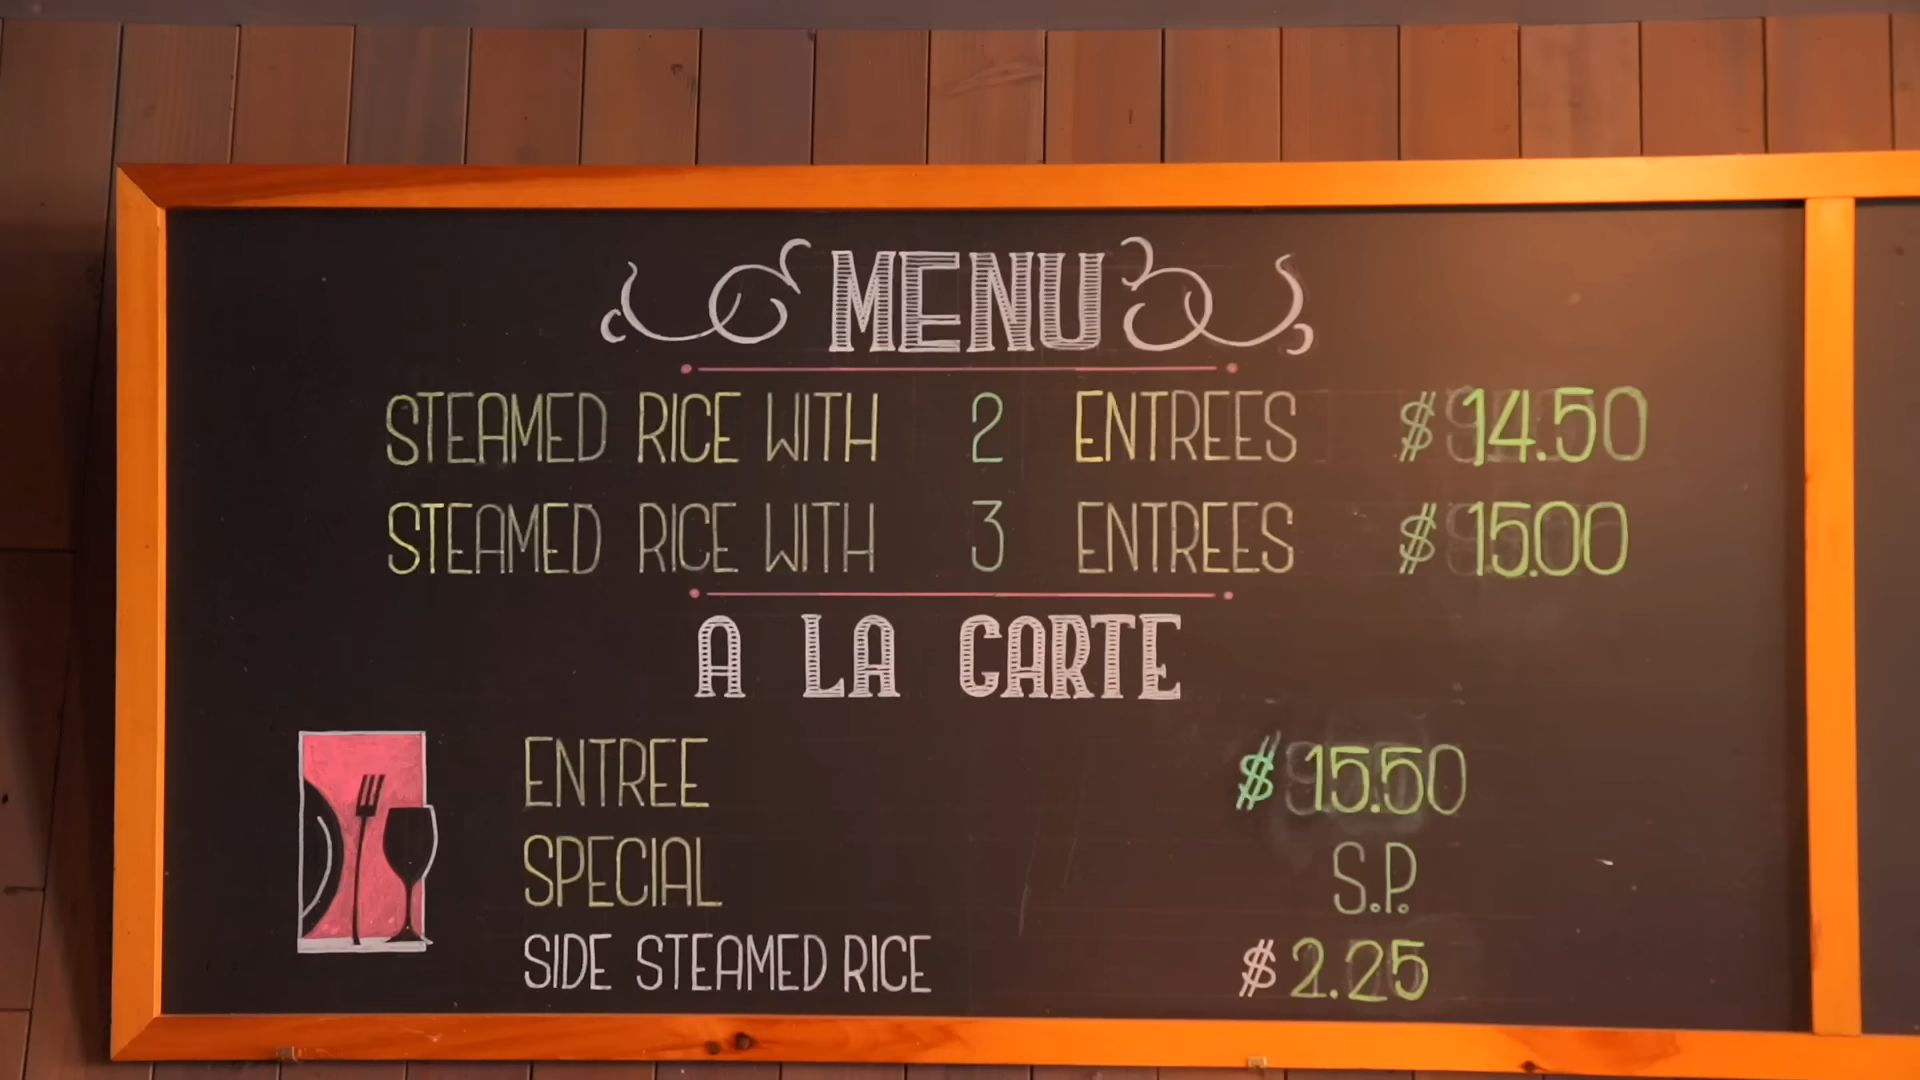 MENU
STEAMED RICE WITH 2 ENTREES $ 14.50
STEAMED RICE WITH 3 ENTREES $ 15.00
A LA CARTE
ENTREE $ 15.50
SPECIAL S.P.
SIDE STEAMED RICE $ 2.25